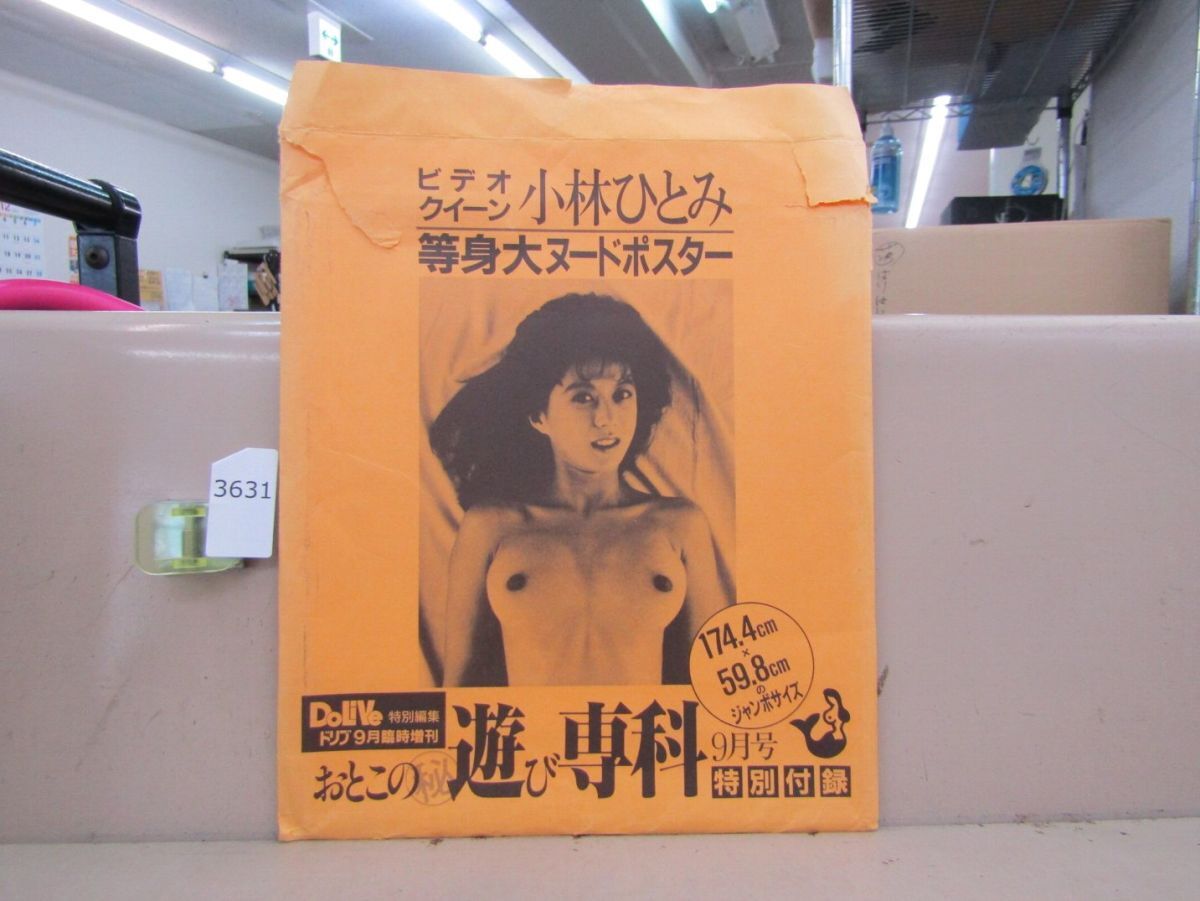 ビデオ
クイーン 小林ひとみ
等身大ヌードポスター
3631
174.4cm
×
59.8cm
の
ジャンボサイズ
DoLiVe 特別編集
ドリブ9月臨時増刊
おとこの㊙遊び専科 9月号
特別付録